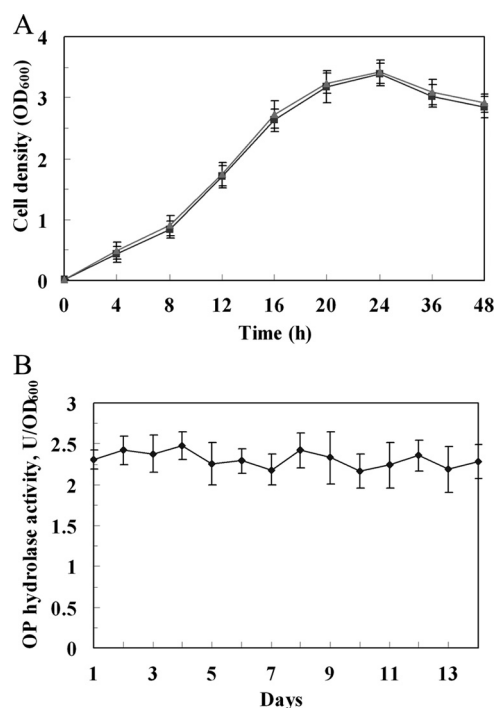 A
Cell density (OD600)
4
3
2
1
0
0 4 8 12 16 20 24 36 48
Time (h)
B
OP hydrolase activity, U/OD600
3
2.5
2
1.5
1
0.5
0
1 3 5 7 9 11 13
Days